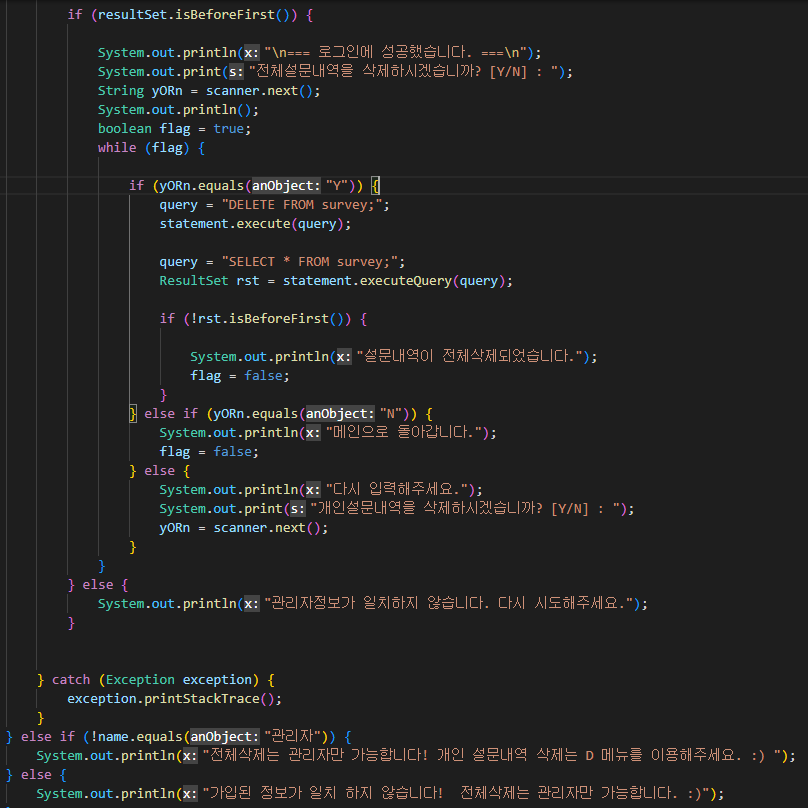 if (resultSet.isBeforeFirst()) {
System.out.println(x: "\n=== 로그인에 성공했습니다. ===\n");
System.out.print(s: "전체설문내역을 삭제하시겠습니까? [Y/N] : ");
String yORn = scanner.next();
System.out.println();
boolean flag = true;
while (flag) {
if (yORn.equals(anObject: "Y")) {
query = "DELETE FROM survey;";
statement.execute(query);
query = "SELECT * FROM survey;";
ResultSet rst = statement.executeQuery(query);
if (!rst.isBeforeFirst()) {
System.out.println(x: "설문내역이 전체삭제되었습니다.");
flag = false;
}
} else if (yORn.equals(anObject: "N")) {
System.out.println(x: "메인으로 돌아갑니다.");
flag = false;
} else {
System.out.println(x: "다시 입력해주세요.");
System.out.print(s: "개인설문내역을 삭제하시겠습니까? [Y/N] : ");
yORn = scanner.next();
}
}
} else {
System.out.println(x: "관리자정보가 일치하지 않습니다. 다시 시도해주세요.");
}
} catch (Exception exception) {
exception.printStackTrace();
}
} else if (!name.equals(anObject: "관리자")) {
System.out.println(x: "전체삭제는 관리자만 가능합니다! 개인 설문내역 삭제는 D 메뉴를 이용해주세요. :) ");
} else {
System.out.println(x: "가입된 정보가 일치 하지 않습니다!  전체삭제는 관리자만 가능합니다. :)");